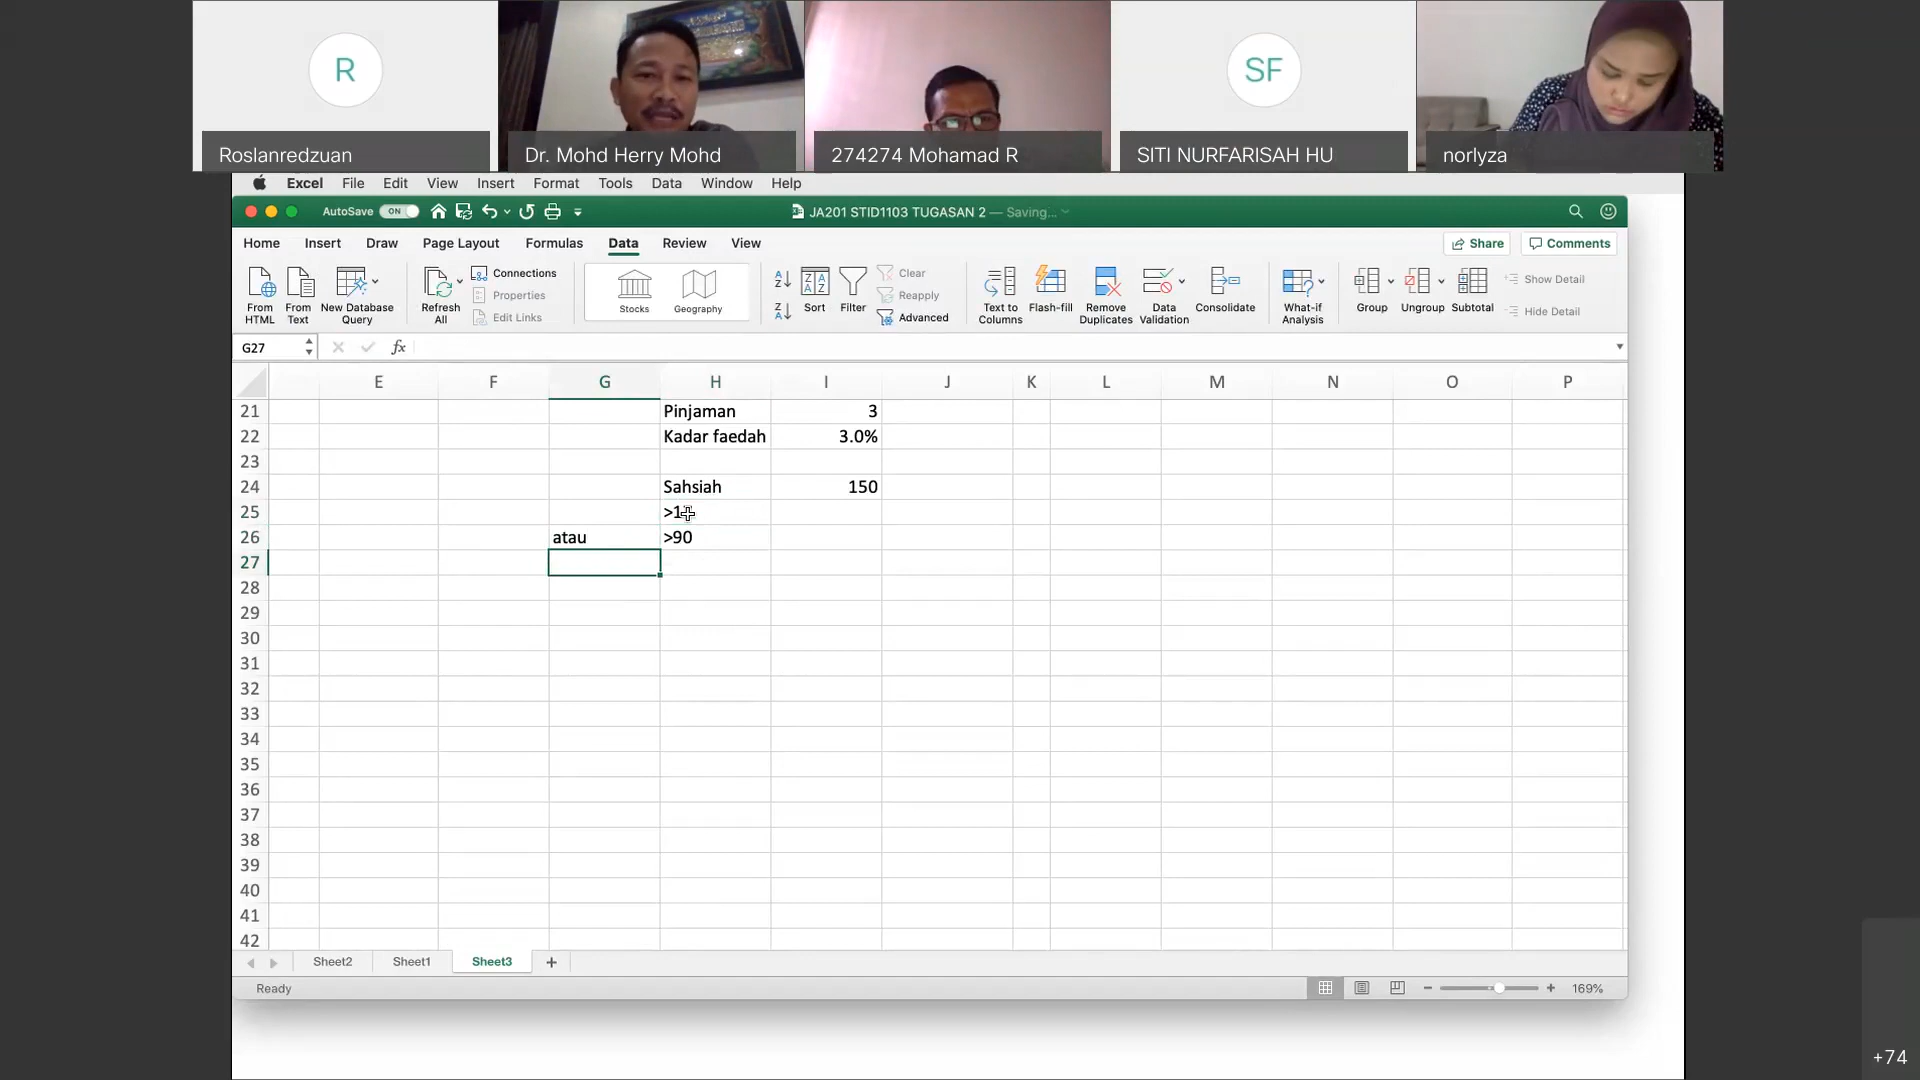 R
SF
Roslanredzuan
Dr. Mohd Herry Mohd
274274 Mohamad R
SITI NURFARISAH HU
norlyza
Excel File Edit View Insert Format Tools Data Window Help
AutoSave ON JA201 STID1103 TUGASAN 2 — Saving...
Home Insert Draw Page Layout Formulas Data Review View Share Comments
From HTML
From Text
New Database Query
Refresh All
Connections
Properties
Edit Links
Stocks
Geography
Sort
Filter
Clear
Reapply
Advanced
Text to Columns
Flash-fill
Remove Duplicates
Data Validation
Consolidate
What-if Analysis
Group
Ungroup
Subtotal
Show Detail
Hide Detail
G27 fx
E F G H I J K L M N O P
21 Pinjaman 3
22 Kadar faedah 3.0%
23
24 Sahsiah 150
25
26 atau >90
27
28
29
30
31
32
33
34
35
36
37
38
39
40
41
42
Sheet2 Sheet1 Sheet3 +
Ready 169%
+74